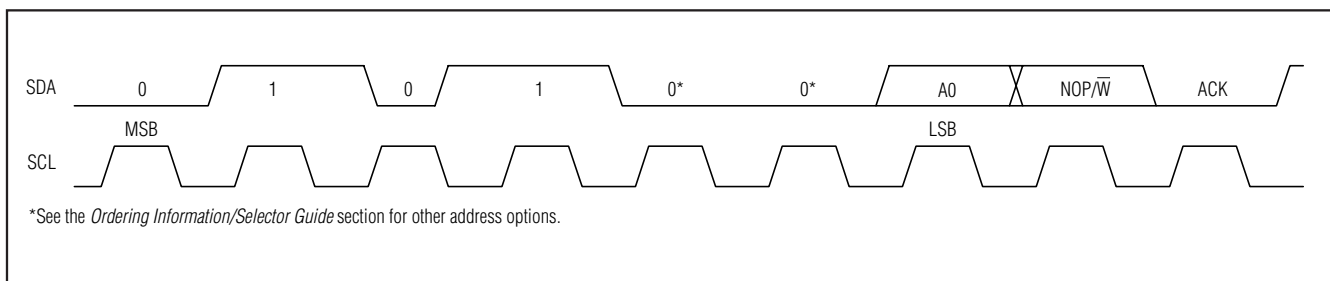 SDA 0 1 0 1 0* 0* A0 NOP/W̅ ACK
MSB LSB
SCL
*See the Ordering Information/Selector Guide section for other address options.